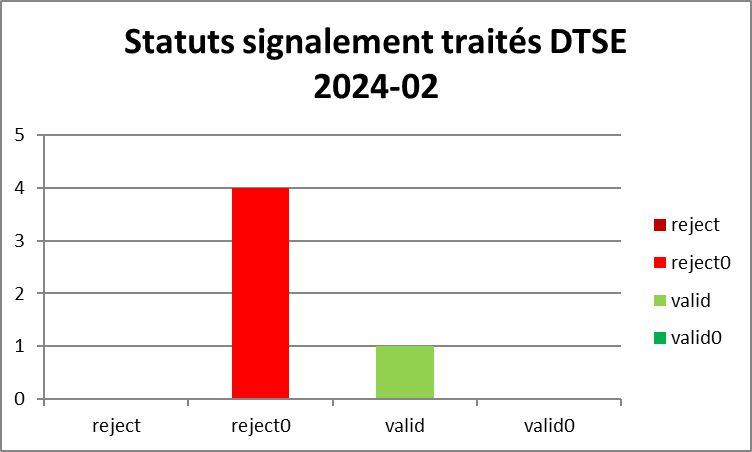 Statuts signalement traités DTSE
2024-02
5
4
3
2
1
0
reject
reject0
valid
valid0
reject
reject0
valid
valid0